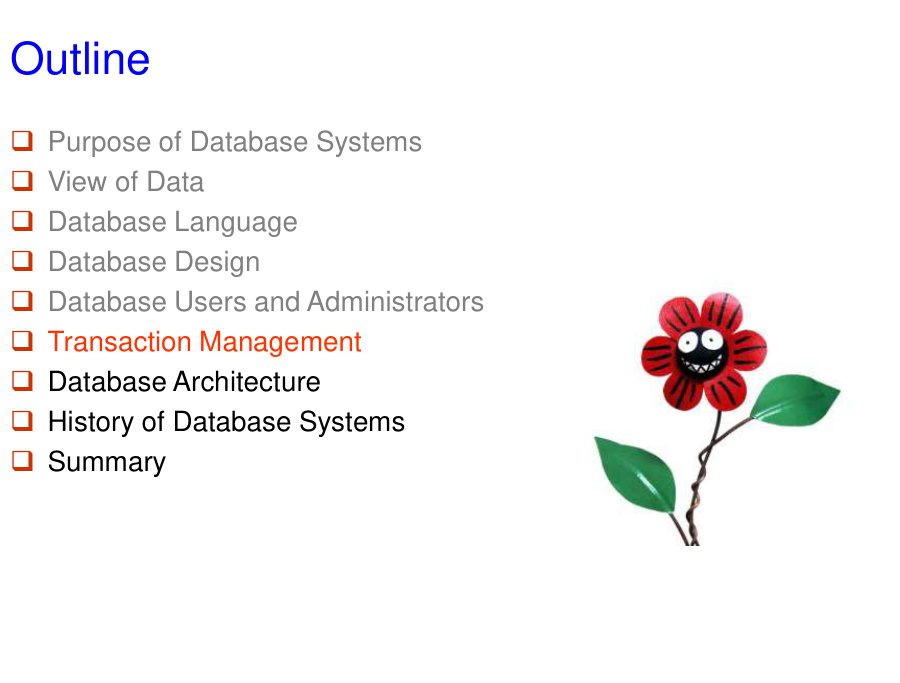 Outline
Purpose of Database Systems
View of Data
Database Language
Database Design
Database Users and Administrators
Transaction Management
Database Architecture
History of Database Systems
Summary